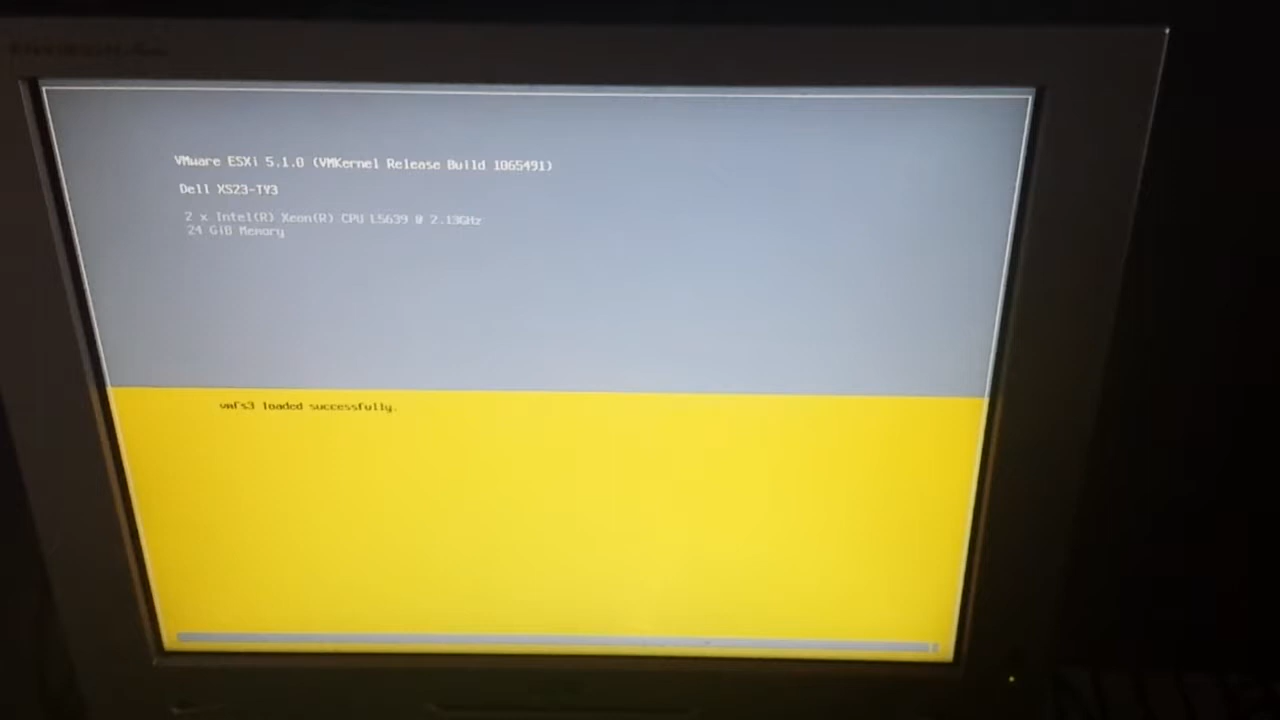 VMware ESXi 5.1.0 (VMKernel Release Build 1065491)
Dell XS23-TY3
2 x Intel(R) Xeon(R) CPU L5639 @ 2.13GHz
24 GiB Memory
vmfs3 loaded successfully.